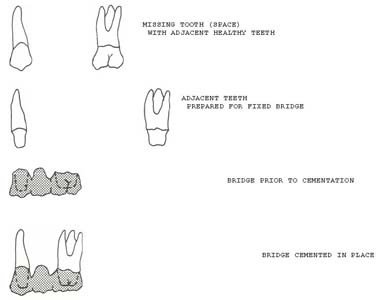 MISSING TOOTH (SPACE)
WITH ADJACENT HEALTHY TEETH
ADJACENT TEETH
PREPARED FOR FIXED BRIDGE
BRIDGE PRIOR TO CEMENTATION
BRIDGE CEMENTED IN PLACE